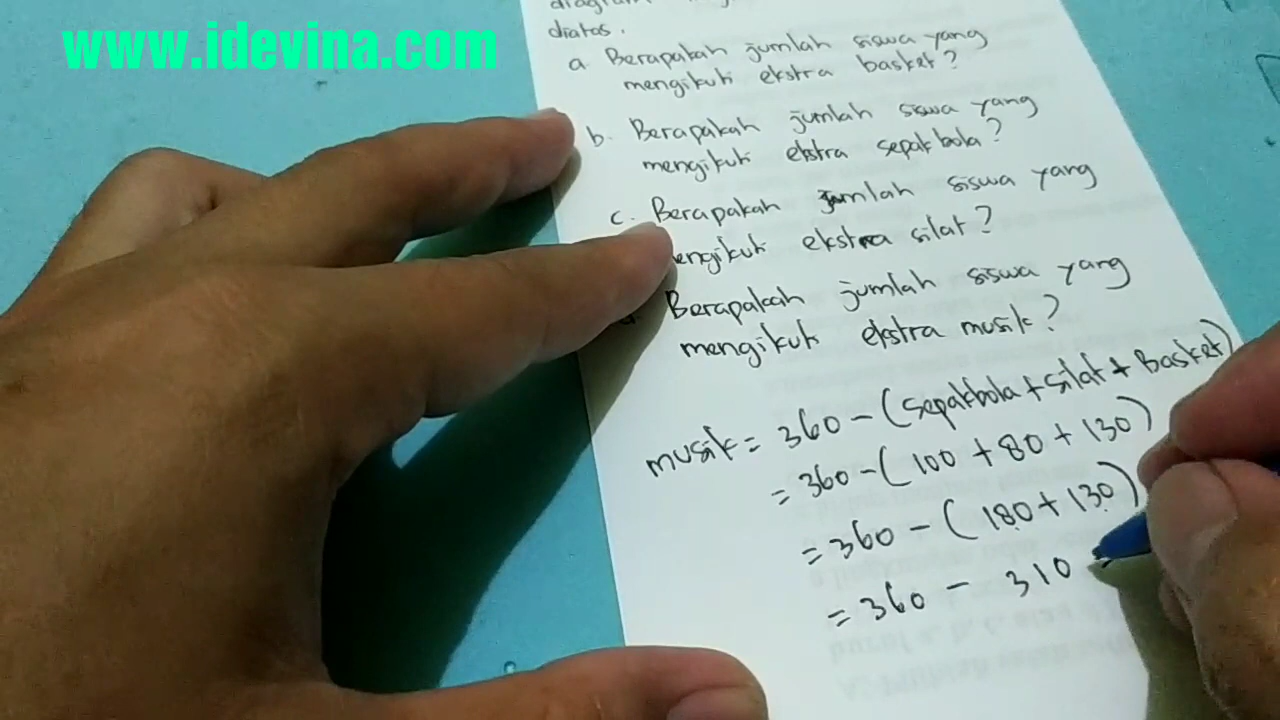 www.idevina.com
diatas.
a. Berapakah jumlah siswa yang
mengikuti ekstra basket?
b. Berapakah jumlah siswa yang
mengikuti ekstra sepakbola?
c. Berapakah jumlah siswa yang
engikuti ekstra silat?
Berapakah jumlah siswa yang
mengikuti ekstra musik?
musik = 360 - (Sepakbola + Silat + Basket)
= 360 - (100 + 80 + 130)
= 360 - (180 + 130)
= 360 - 310